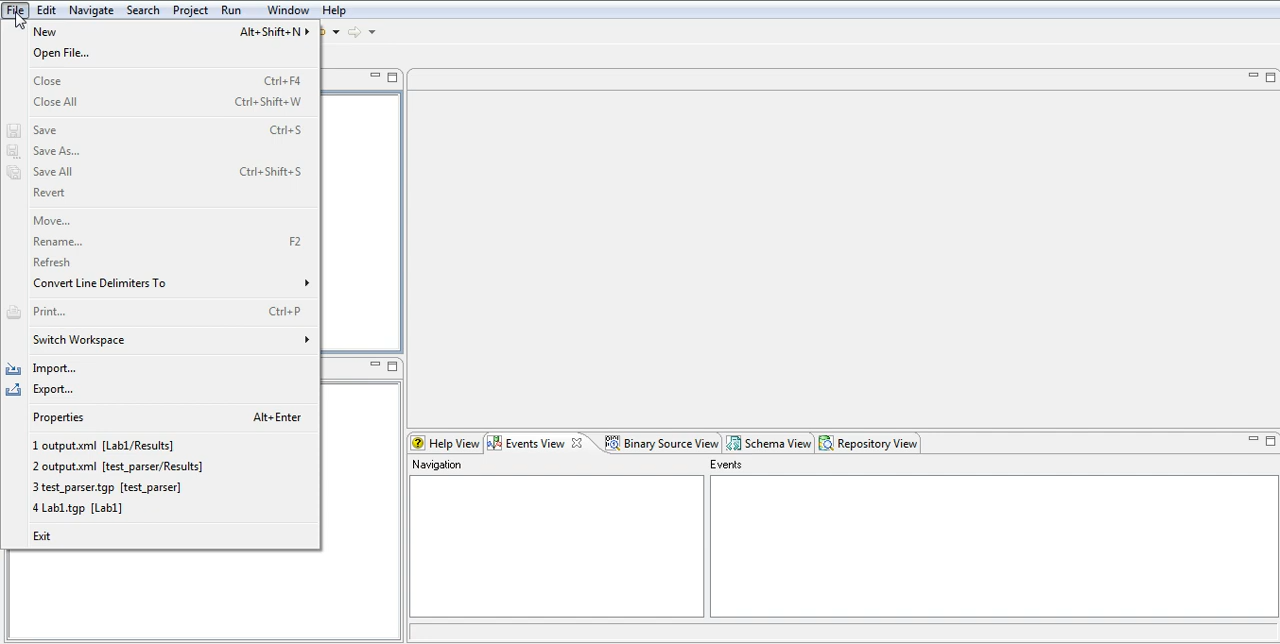 File Edit Navigate Search Project Run Window Help
New Alt+Shift+N
Open File...
Close Ctrl+F4
Close All Ctrl+Shift+W
Save Ctrl+S
Save As...
Save All Ctrl+Shift+S
Revert
Move...
Rename... F2
Refresh
Convert Line Delimiters To
Print... Ctrl+P
Switch Workspace
Import...
Export...
Properties Alt+Enter
1 output.xml [Lab1/Results]
2 output.xml [test_parser/Results]
3 test_parser.tgp [test_parser]
4 Lab1.tgp [Lab1]
Exit
Help View Events View Binary Source View Schema View Repository View
Navigation Events